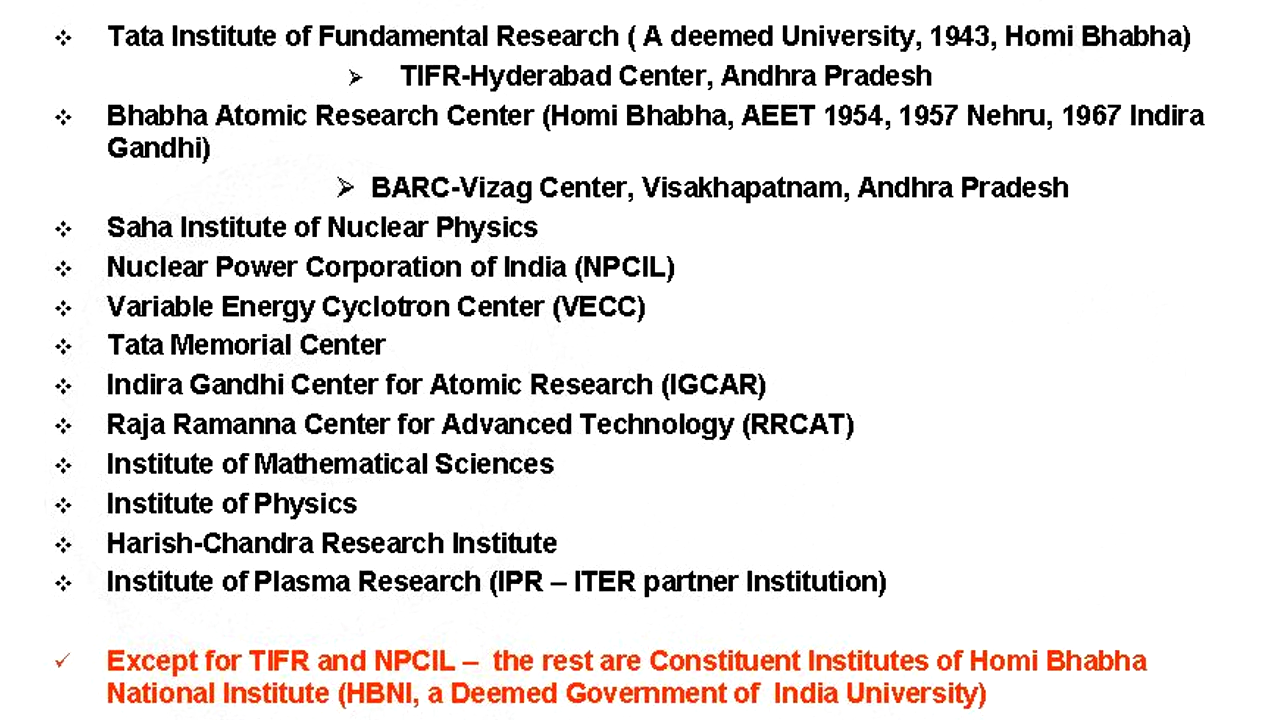 Tata Institute of Fundamental Research ( A deemed University, 1943, Homi Bhabha)
TIFR-Hyderabad Center, Andhra Pradesh
Bhabha Atomic Research Center (Homi Bhabha, AEET 1954, 1957 Nehru, 1967 Indira
Gandhi)
BARC-Vizag Center, Visakhapatnam, Andhra Pradesh
Saha Institute of Nuclear Physics
Nuclear Power Corporation of India (NPCIL)
Variable Energy Cyclotron Center (VECC)
Tata Memorial Center
Indira Gandhi Center for Atomic Research (IGCAR)
Raja Ramanna Center for Advanced Technology (RRCAT)
Institute of Mathematical Sciences
Institute of Physics
Harish-Chandra Research Institute
Institute of Plasma Research (IPR – ITER partner Institution)
Except for TIFR and NPCIL – the rest are Constituent Institutes of Homi Bhabha
National Institute (HBNI, a Deemed Government of India University)